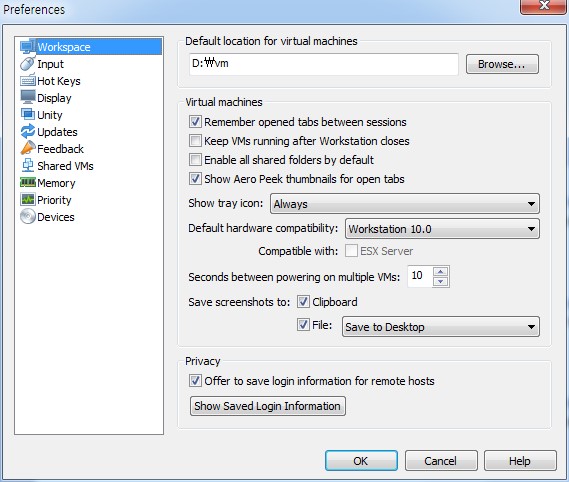 Preferences
Workspace
Input
Hot Keys
Display
Unity
Updates
Feedback
Shared VMs
Memory
Priority
Devices
Default location for virtual machines
D:₩vm
Browse...
Virtual machines
Remember opened tabs between sessions
Keep VMs running after Workstation closes
Enable all shared folders by default
Show Aero Peek thumbnails for open tabs
Show tray icon: Always
Default hardware compatibility: Workstation 10.0
Compatible with: ESX Server
Seconds between powering on multiple VMs: 10
Save screenshots to: Clipboard
File: Save to Desktop
Privacy
Offer to save login information for remote hosts
Show Saved Login Information
OK Cancel Help